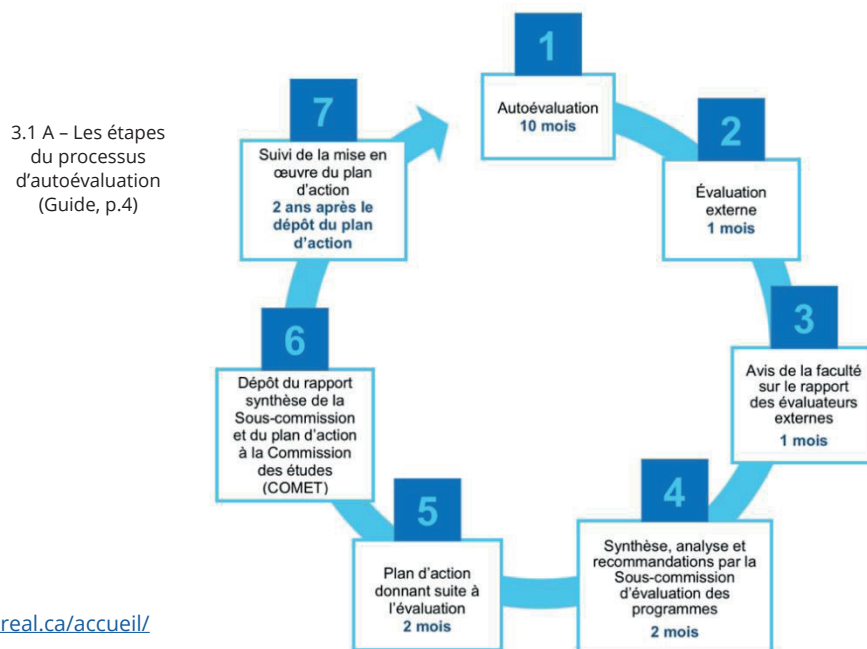 3.1 A – Les étapes
du processus
d'autoévaluation
(Guide, p.4)
1
Autoévaluation
10 mois
2
Évaluation
externe
1 mois
3
Avis de la faculté
sur le rapport
des évaluateurs
externes
1 mois
4
Synthèse, analyse et
recommandations par la
Sous-commission
d'évaluation des
programmes
2 mois
5
Plan d'action
donnant suite à
l'évaluation
2 mois
6
Dépôt du rapport
synthèse de la
Sous-commission
et du plan d'action
à la Commission
des études
(COMET)
7
Suivi de la mise en
œuvre du plan
d'action
2 ans après le
dépôt du plan
d'action
real.ca/accueil/